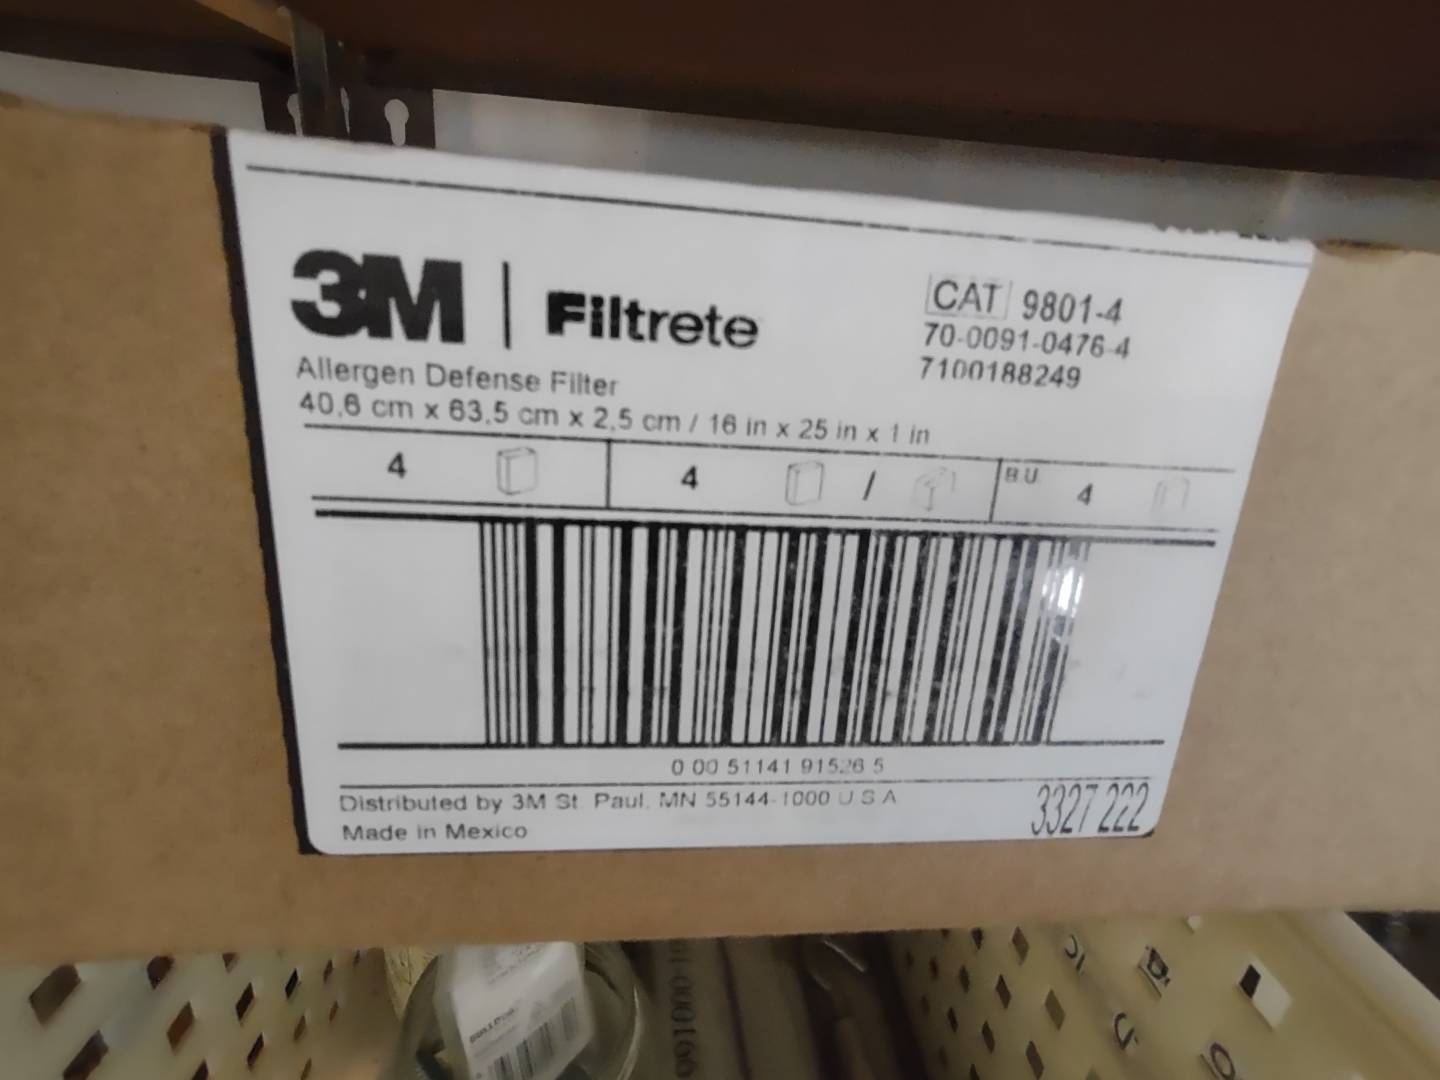 3M | Filtrete
CAT 9801-4
70-0091-0476-4
7100188249
Allergen Defense Filter
40,6 cm x 63,5 cm x 2,5 cm / 16 in x 25 in x 1 in
4 4 / B.U. 4
0 00 51141 91526 5
Distributed by 3M St. Paul, MN 55144-1000 U S A
Made in Mexico
3327 222